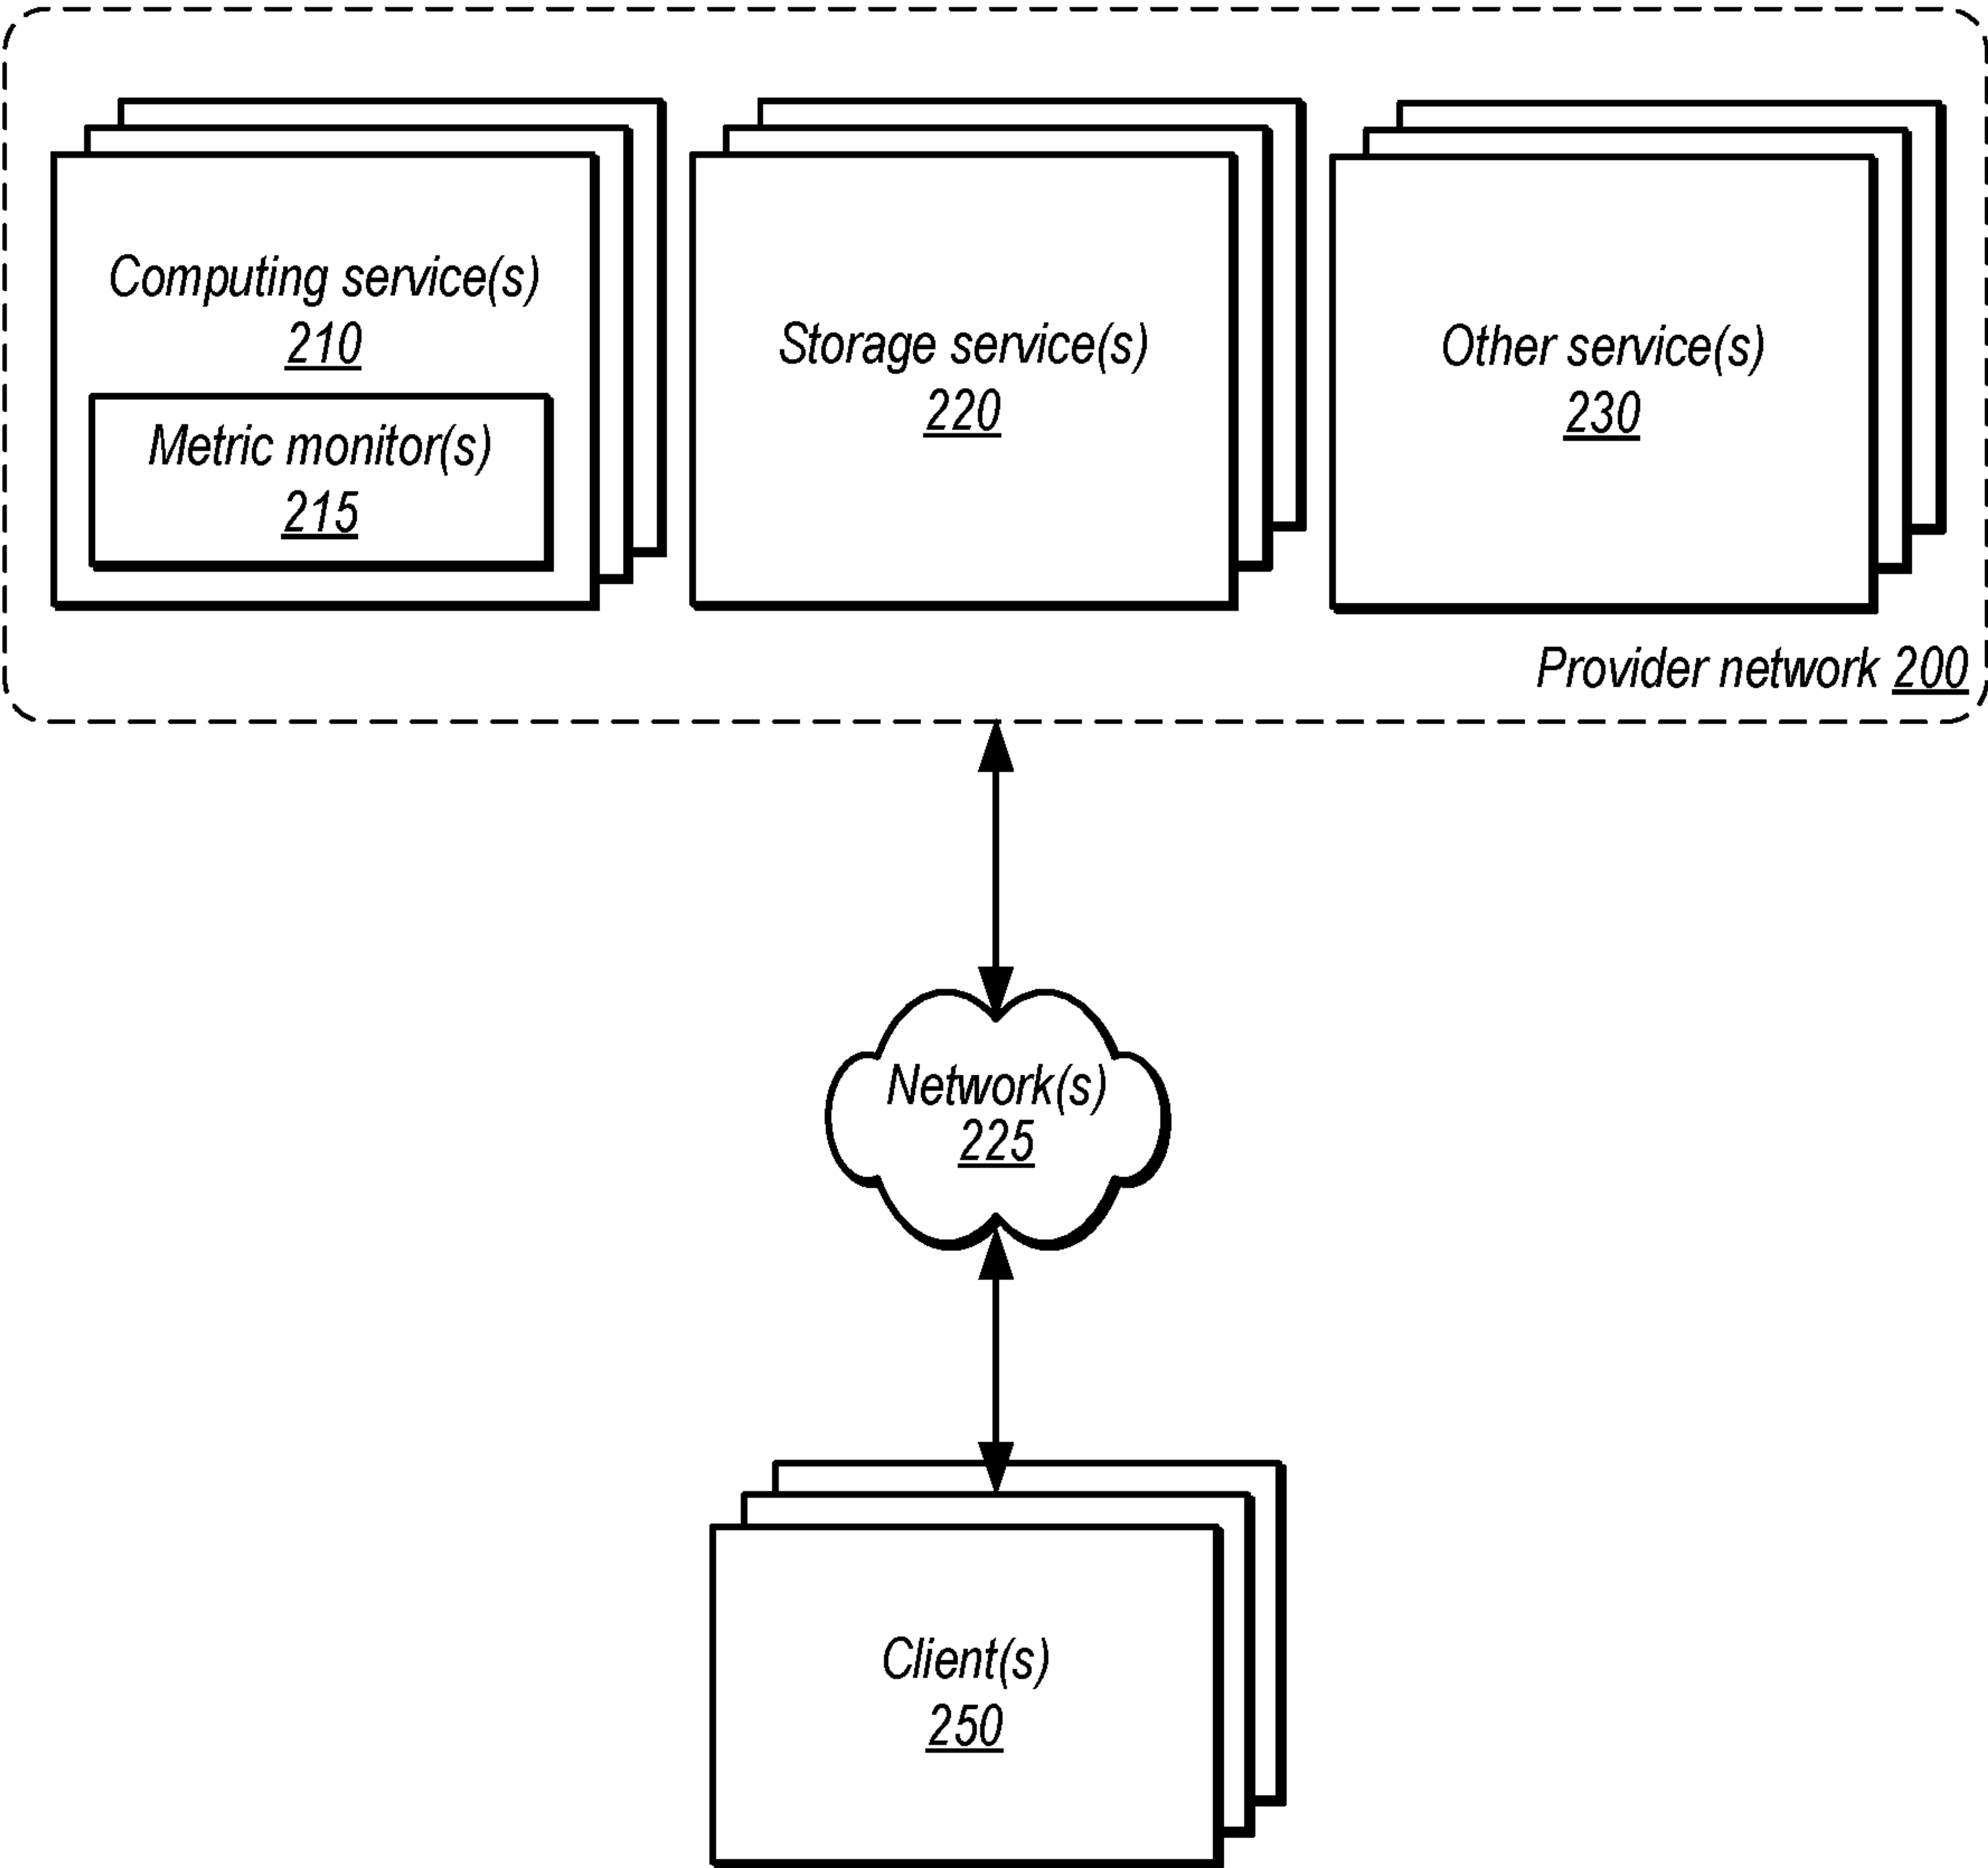 Computing service(s)
210
Metric monitor(s)
215
Storage service(s)
220
Other service(s)
230
Provider network 200
Network(s)
225
Client(s)
250